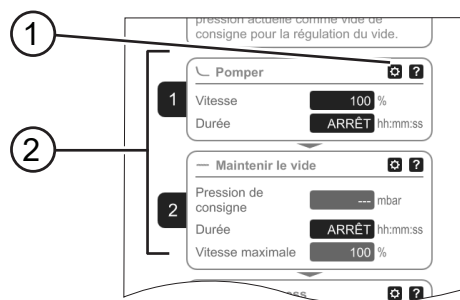 pression actuelle comme vide de
consigne pour la régulation du vide.
1
Pomper ?
1
Vitesse 100 %
Durée ARRÊT hh:mm:ss
2
Maintenir le vide ?
2
Pression de
consigne --- mbar
Durée ARRÊT hh:mm:ss
Vitesse maximale 100 %
?